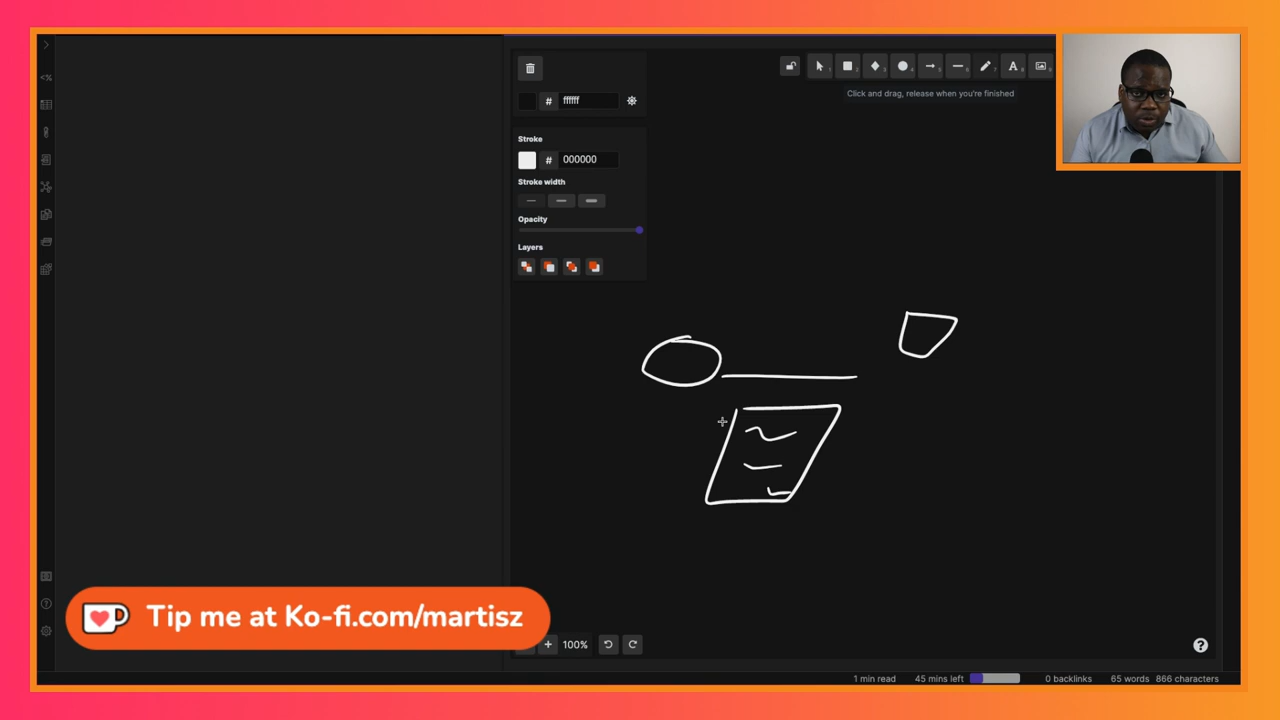 # ffffff
Click and drag, release when you're finished
Stroke
# 000000
Stroke width
Opacity
Layers
Tip me at Ko-fi.com/martisz
+ 100%
1 min read 45 mins left 0 backlinks 65 words 866 characters